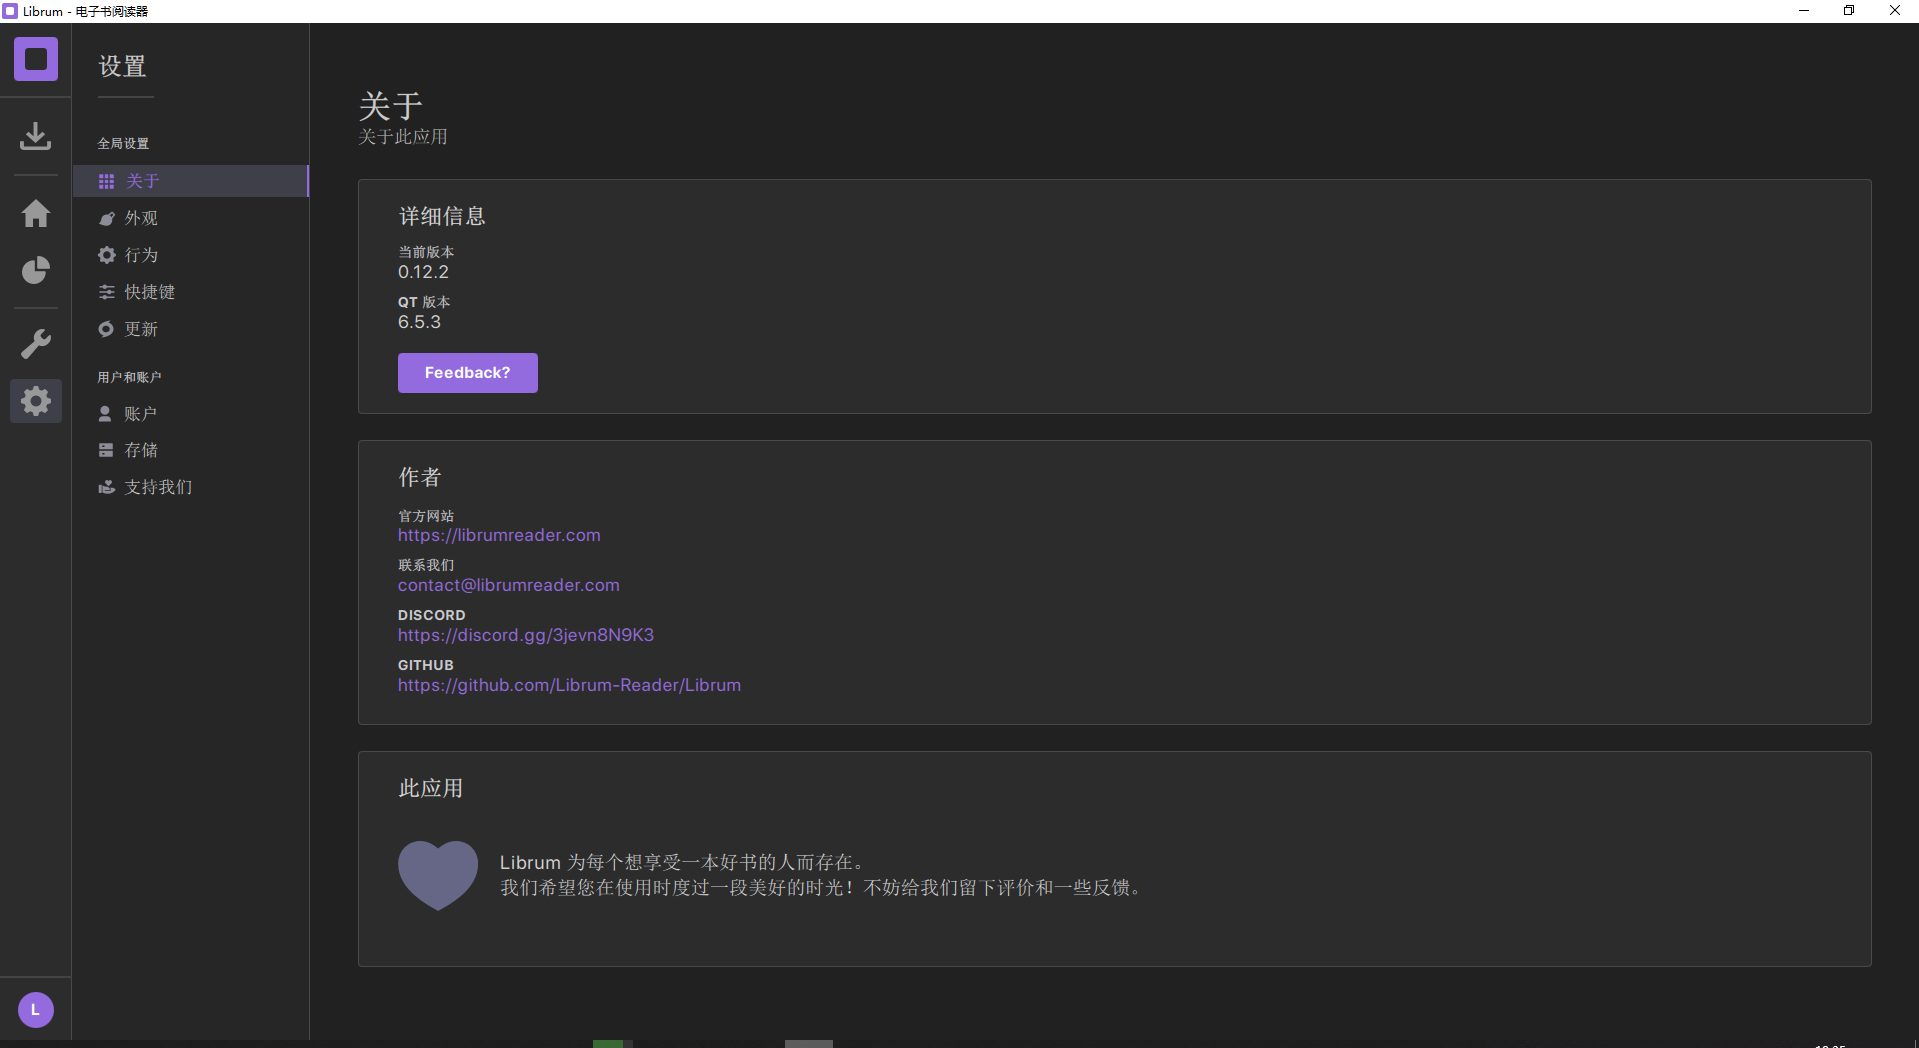 Librum - 电子书阅读器
设置
全局设置
关于
外观
行为
快捷键
更新
用户和账户
账户
存储
支持我们
L
关于
关于此应用
详细信息
当前版本
0.12.2
QT 版本
6.5.3
Feedback?
作者
官方网站
https://librumreader.com
联系我们
contact@librumreader.com
DISCORD
https://discord.gg/3jevn8N9K3
GITHUB
https://github.com/Librum-Reader/Librum
此应用
Librum 为每个想享受一本好书的人而存在。
我们希望您在使用时度过一段美好的时光！不妨给我们留下评价和一些反馈。